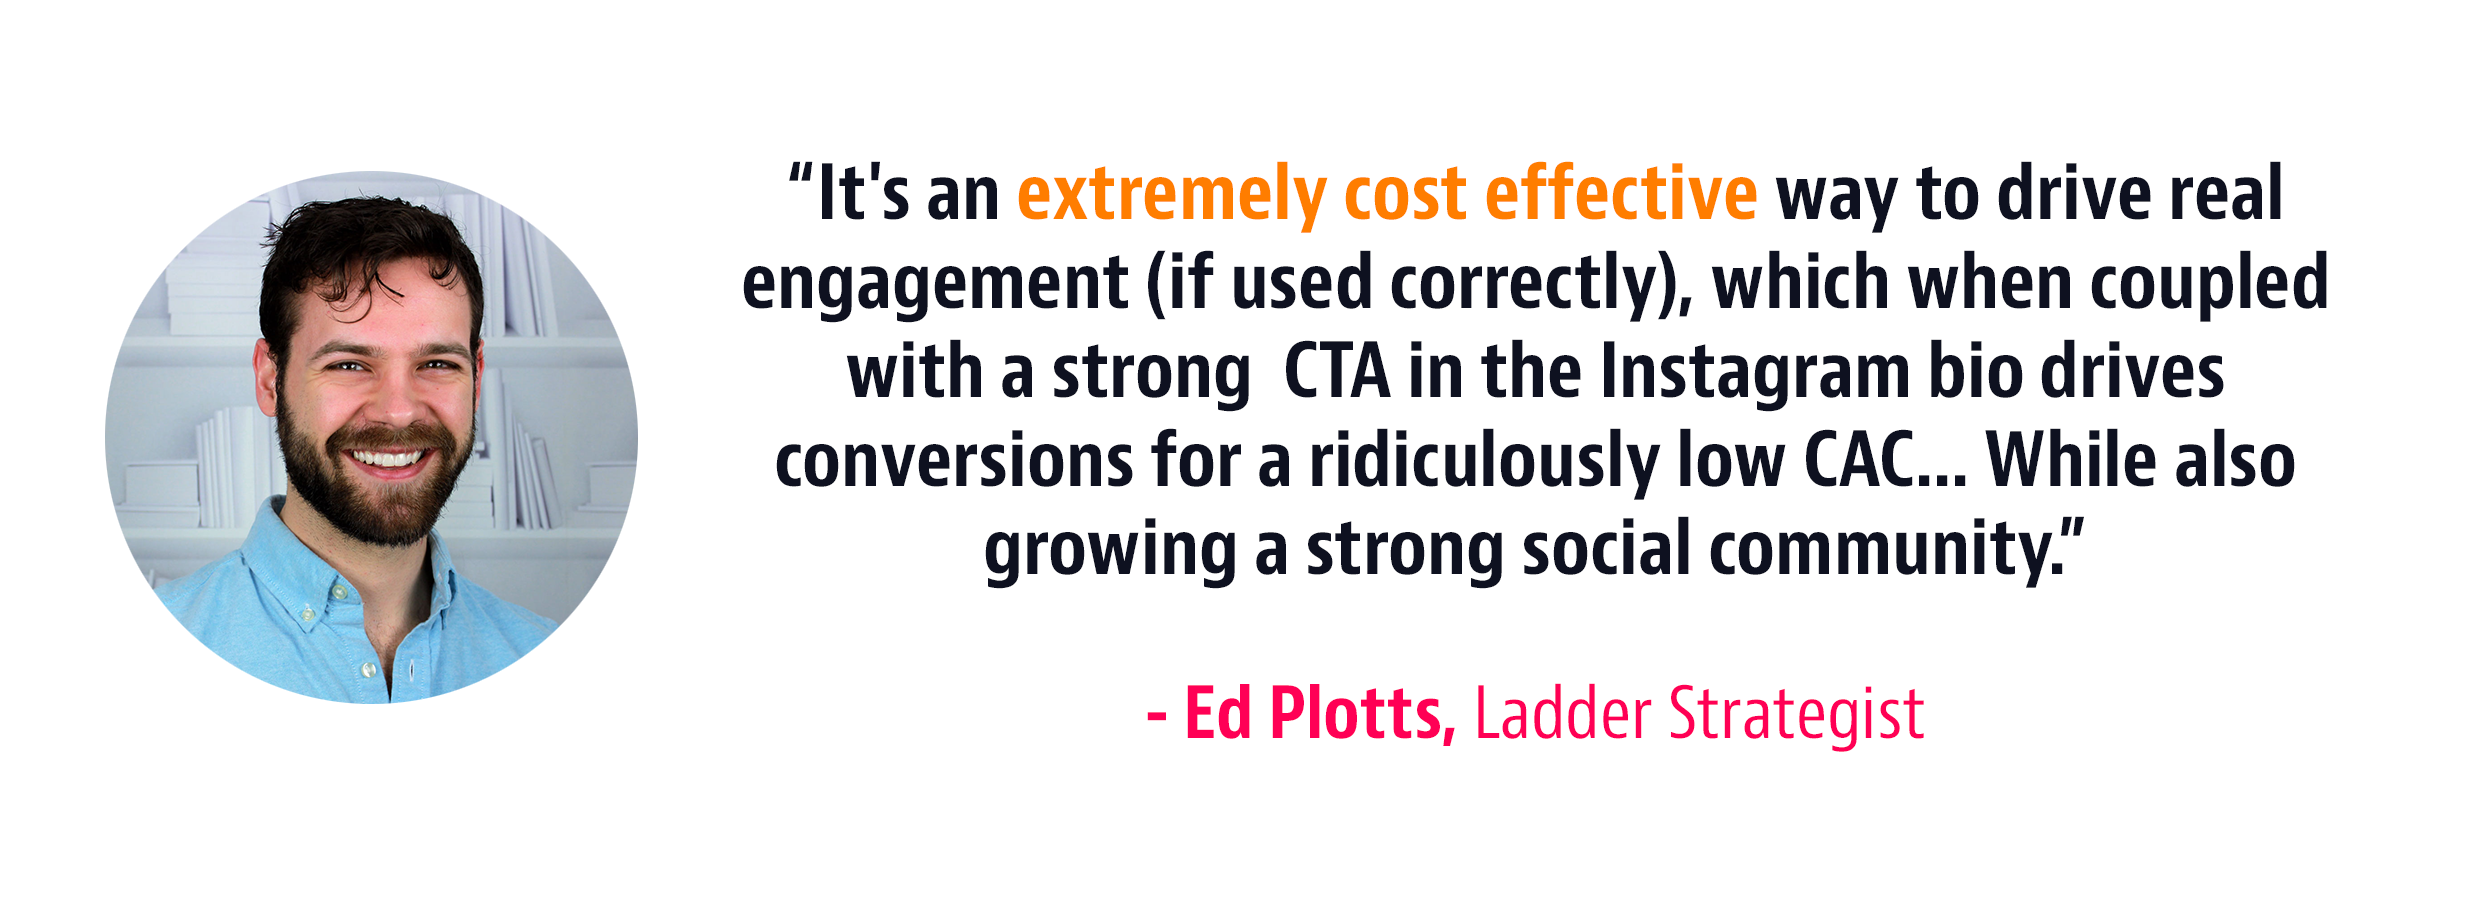 “It's an extremely cost effective way to drive real
engagement (if used correctly), which when coupled
with a strong  CTA in the Instagram bio drives
conversions for a ridiculously low CAC... While also
growing a strong social community.”
- Ed Plotts, Ladder Strategist